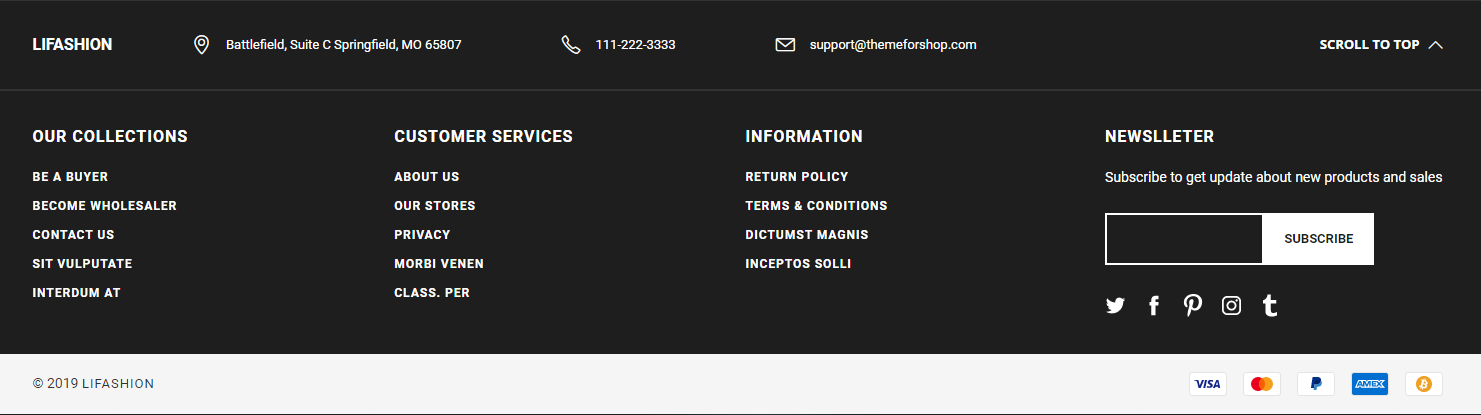 LIFASHION
Battlefield, Suite C Springfield, MO 65807
111-222-3333
support@themeforshop.com
SCROLL TO TOP
OUR COLLECTIONS
BE A BUYER
BECOME WHOLESALER
CONTACT US
SIT VULPUTATE
INTERDUM AT
CUSTOMER SERVICES
ABOUT US
OUR STORES
PRIVACY
MORBI VENEN
CLASS. PER
INFORMATION
RETURN POLICY
TERMS & CONDITIONS
DICTUMST MAGNIS
INCEPTOS SOLLI
NEWSLLETER
Subscribe to get update about new products and sales
SUBSCRIBE
© 2019 LIFASHION
VISA
AMEX